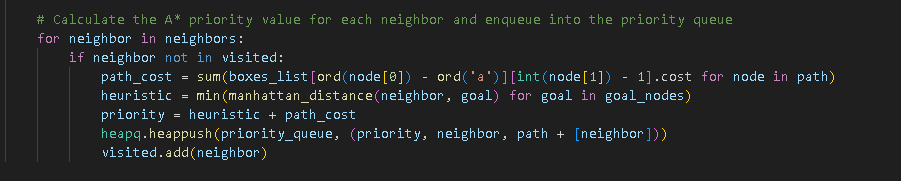 # Calculate the A* priority value for each neighbor and enqueue into the priority queue
for neighbor in neighbors:
if neighbor not in visited:
path_cost = sum(boxes_list[ord(node[0]) - ord('a')][int(node[1]) - 1].cost for node in path)
heuristic = min(manhattan_distance(neighbor, goal) for goal in goal_nodes)
priority = heuristic + path_cost
heapq.heappush(priority_queue, (priority, neighbor, path + [neighbor]))
visited.add(neighbor)